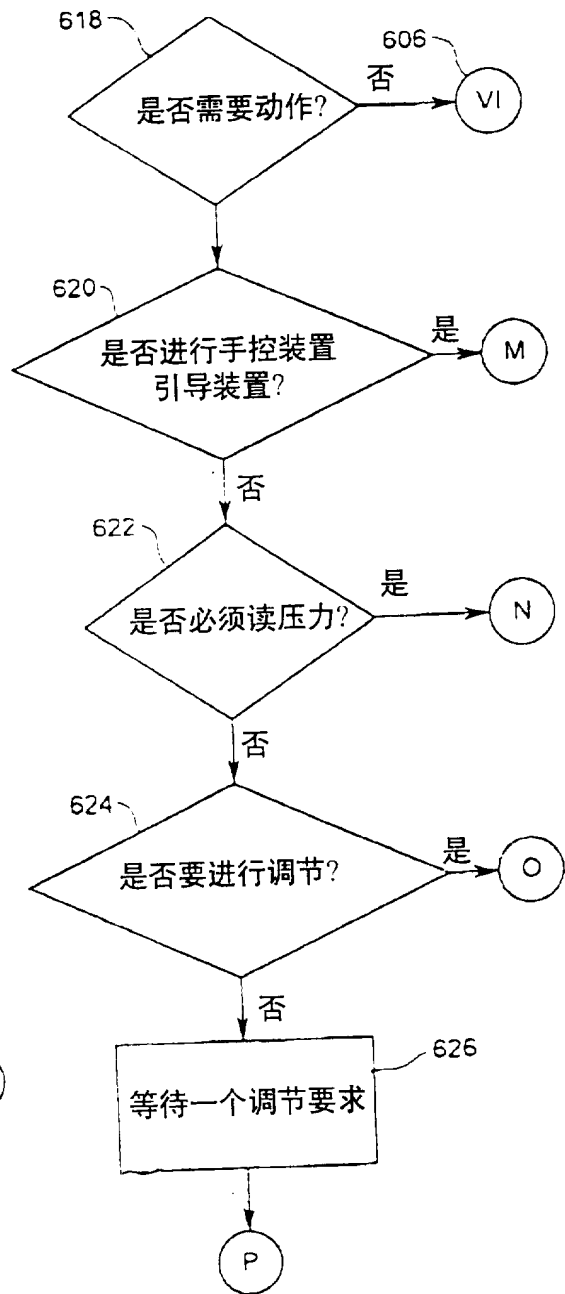 618
606
是否需要动作?
否
VI
620
是否进行手控装置
引导装置?
是
M
否
622
是否必须读压力?
是
N
否
624
是否要进行调节?
是
O
否
626
等待一个调节要求
P